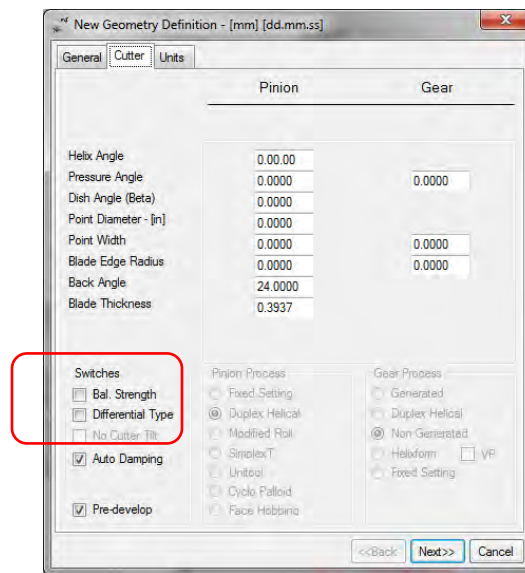 New Geometry Definition - [mm] [dd.mm.ss]
General Cutter Units
Pinion Gear
Helix Angle 0.00.00
Pressure Angle 0.0000 0.0000
Dish Angle (Beta) 0.0000
Point Diameter - [in] 0.0000
Point Width 0.0000 0.0000
Blade Edge Radius 0.0000 0.0000
Back Angle 24.0000
Blade Thickness 0.3937
Switches Pinion Process Gear Process
Bal. Strength Fixed Setting Generated
Differential Type Duplex Helical Duplex Helical
No Cutter Tilt Modified Roll Non Generated
Auto Damping SimplexT Helixform VP
Unitool Fixed Setting
Cyclo Palloid
Pre-develop Face Hobbing
<<Back Next>> Cancel